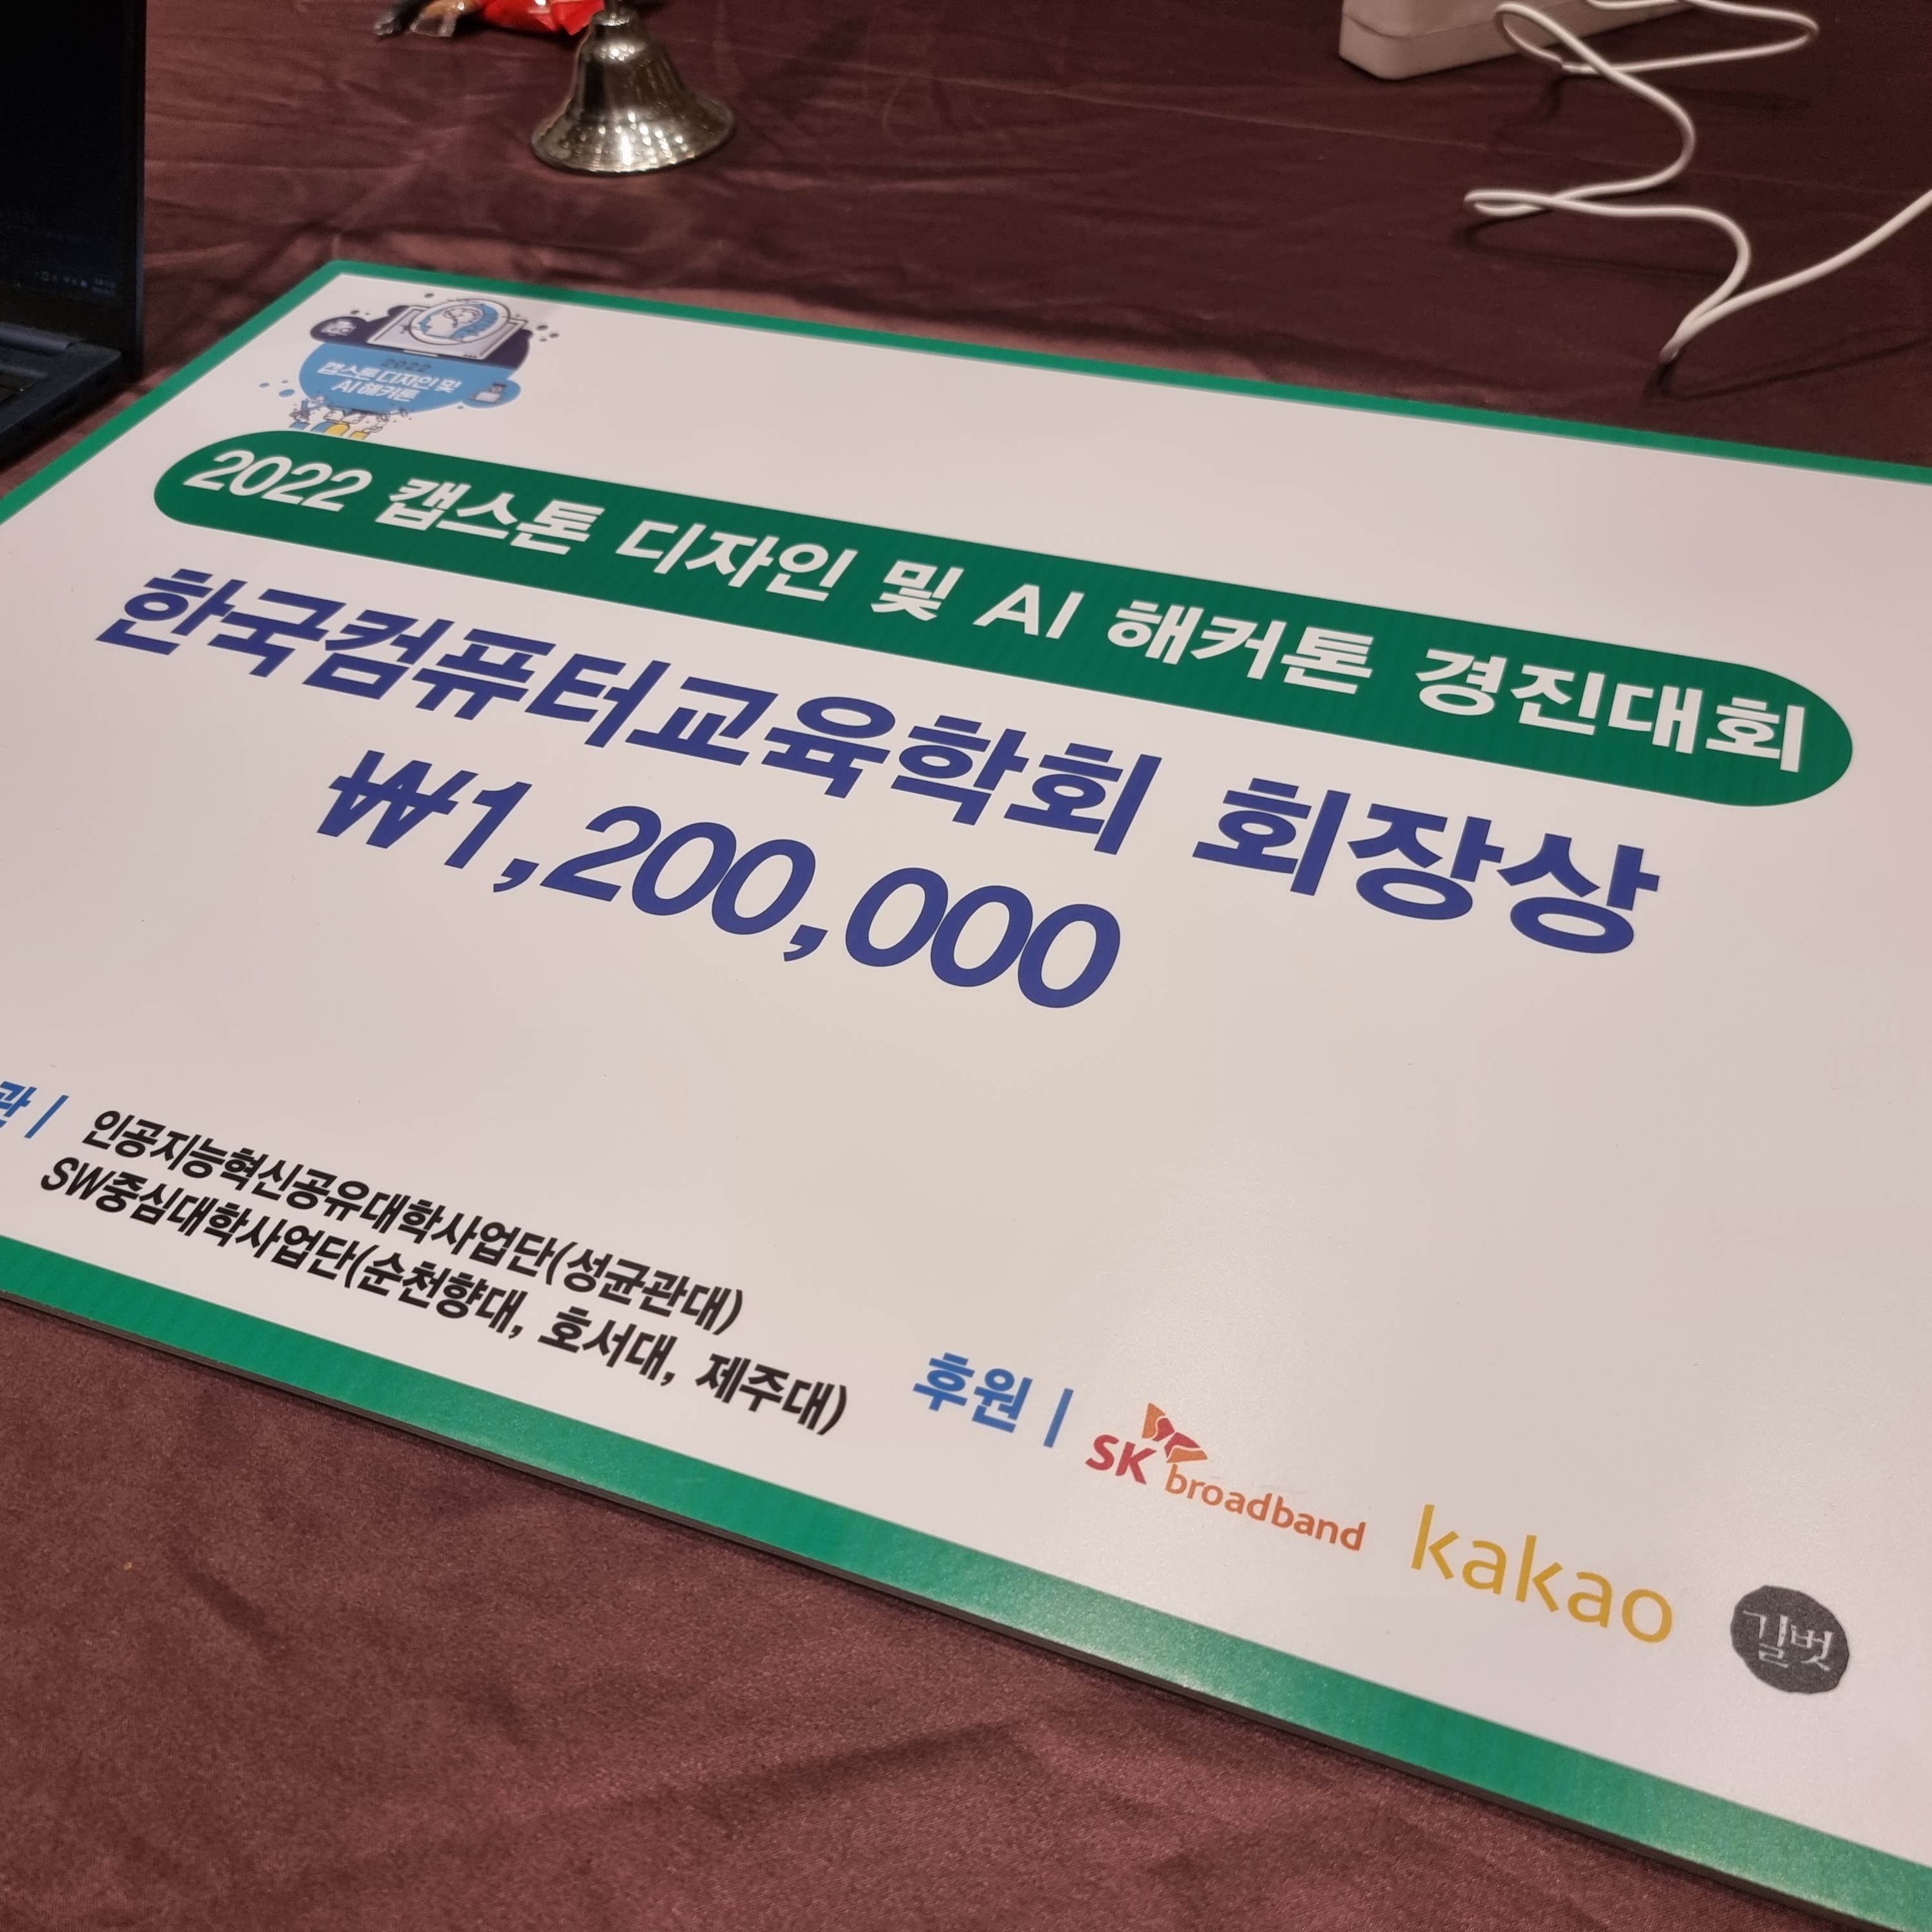 2022
캡스톤 디자인 및
AI 해커톤
2022 캡스톤 디자인 및 AI 해커톤 경진대회
한국컴퓨터교육학회 회장상
₩1,200,000
관 |
인공지능혁신공유대학사업단(성균관대)
SW중심대학사업단(순천향대, 호서대, 제주대)
후원 |
SK broadband
kakao
길벗